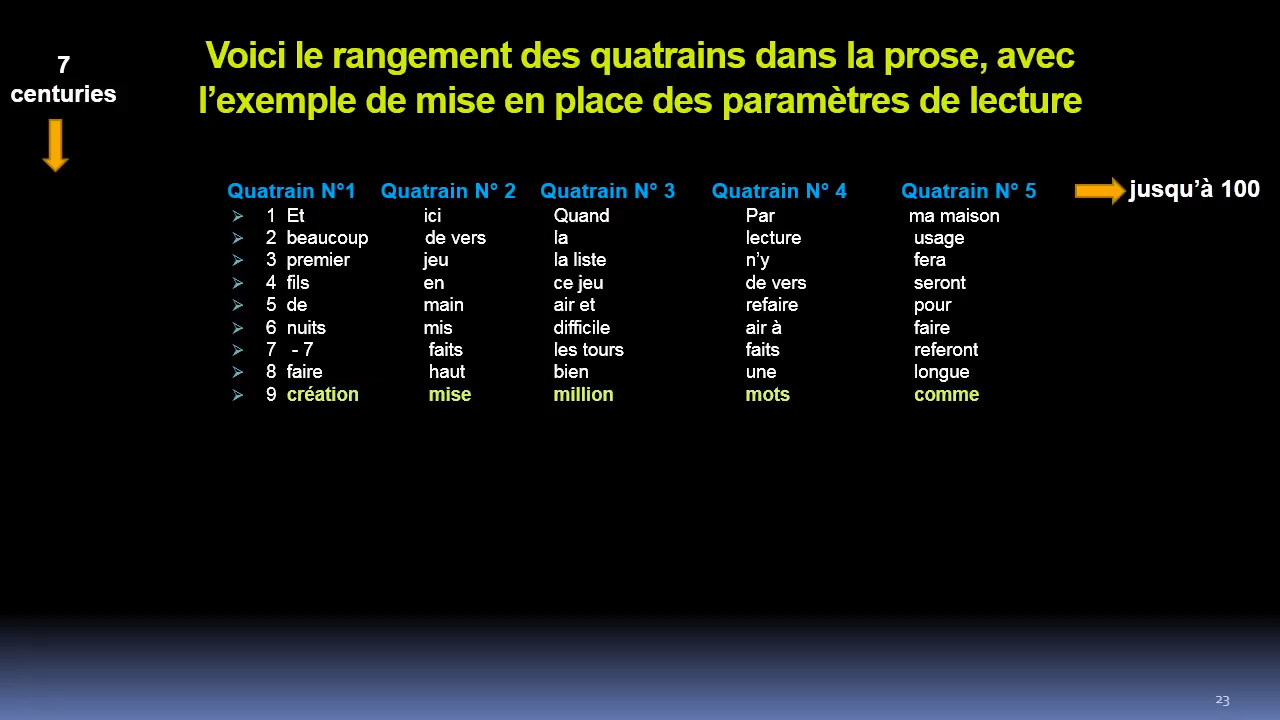 7
centuries
Voici le rangement des quatrains dans la prose, avec
l’exemple de mise en place des paramètres de lecture
Quatrain N°1 Quatrain N° 2 Quatrain N° 3 Quatrain N° 4 Quatrain N° 5 jusqu’à 100
1 Et ici Quand Par ma maison
2 beaucoup de vers la lecture usage
3 premier jeu la liste n’y fera
4 fils en ce jeu de vers seront
5 de main air et refaire pour
6 nuits mis difficile air à faire
7 - 7 faits les tours faits referont
8 faire haut bien une longue
9 création mise million mots comme
23